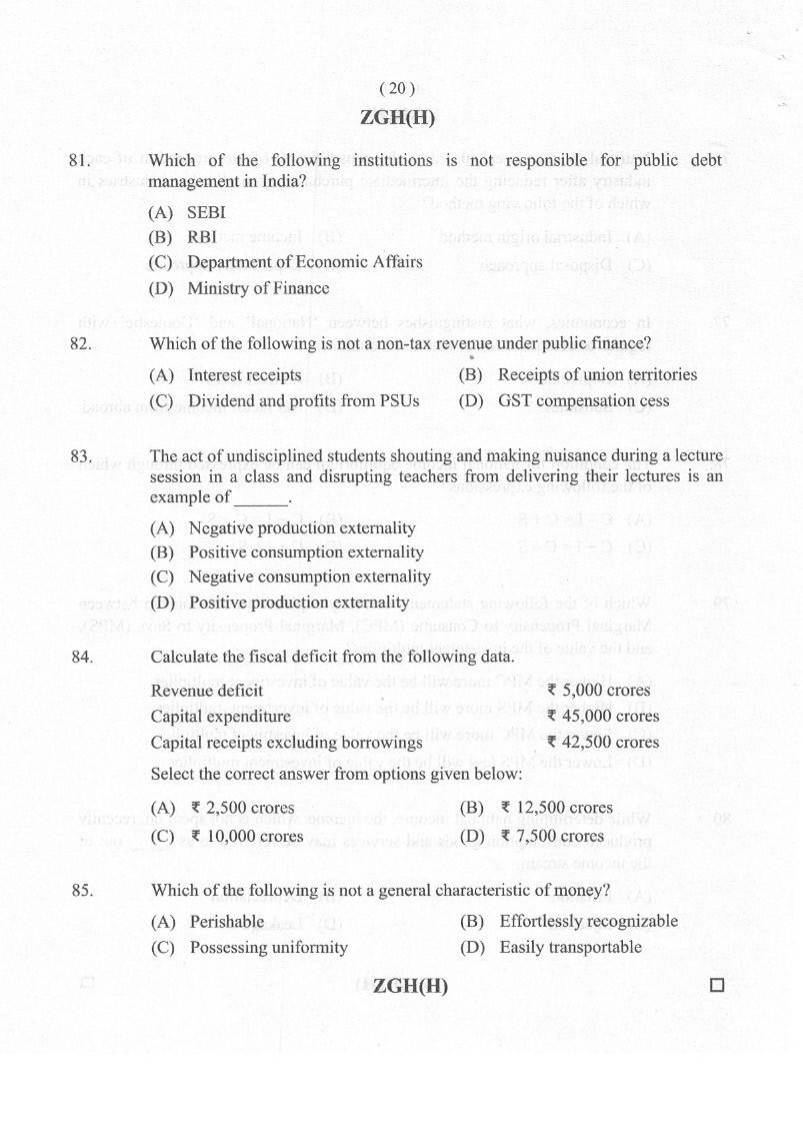 ( 20 )
ZGH(H)
81. Which of the following institutions is not responsible for public debt
management in India?
(A) SEBI
(B) RBI
(C) Department of Economic Affairs
(D) Ministry of Finance
82. Which of the following is not a non-tax revenue under public finance?
(A) Interest receipts (B) Receipts of union territories
(C) Dividend and profits from PSUs (D) GST compensation cess
83. The act of undisciplined students shouting and making nuisance during a lecture
session in a class and disrupting teachers from delivering their lectures is an
example of ______.
(A) Negative production externality
(B) Positive consumption externality
(C) Negative consumption externality
(D) Positive production externality
84. Calculate the fiscal deficit from the following data.
Revenue deficit ₹ 5,000 crores
Capital expenditure ₹ 45,000 crores
Capital receipts excluding borrowings ₹ 42,500 crores
Select the correct answer from options given below:
(A) ₹ 2,500 crores (B) ₹ 12,500 crores
(C) ₹ 10,000 crores (D) ₹ 7,500 crores
85. Which of the following is not a general characteristic of money?
(A) Perishable (B) Effortlessly recognizable
(C) Possessing uniformity (D) Easily transportable
ZGH(H)